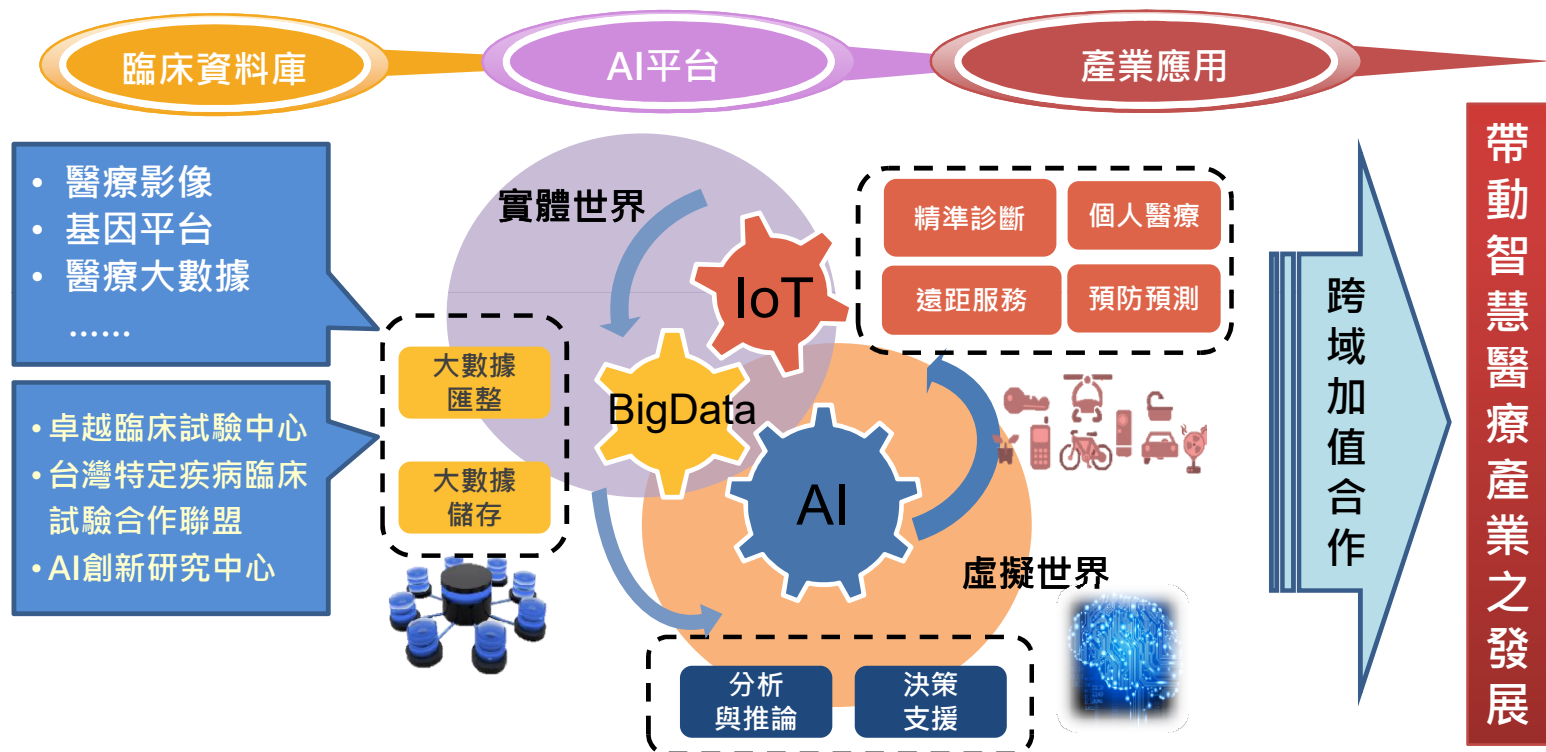 臨床資料庫
AI平台
產業應用
• 醫療影像
• 基因平台
• 醫療大數據
......
• 卓越臨床試驗中心
• 台灣特定疾病臨床
試驗合作聯盟
• AI創新研究中心
大數據
匯整
大數據
儲存
實體世界
IoT
BigData
AI
虛擬世界
精準診斷
個人醫療
遠距服務
預防預測
分析
與推論
決策
支援
跨域加值合作
帶動智慧醫療產業之發展